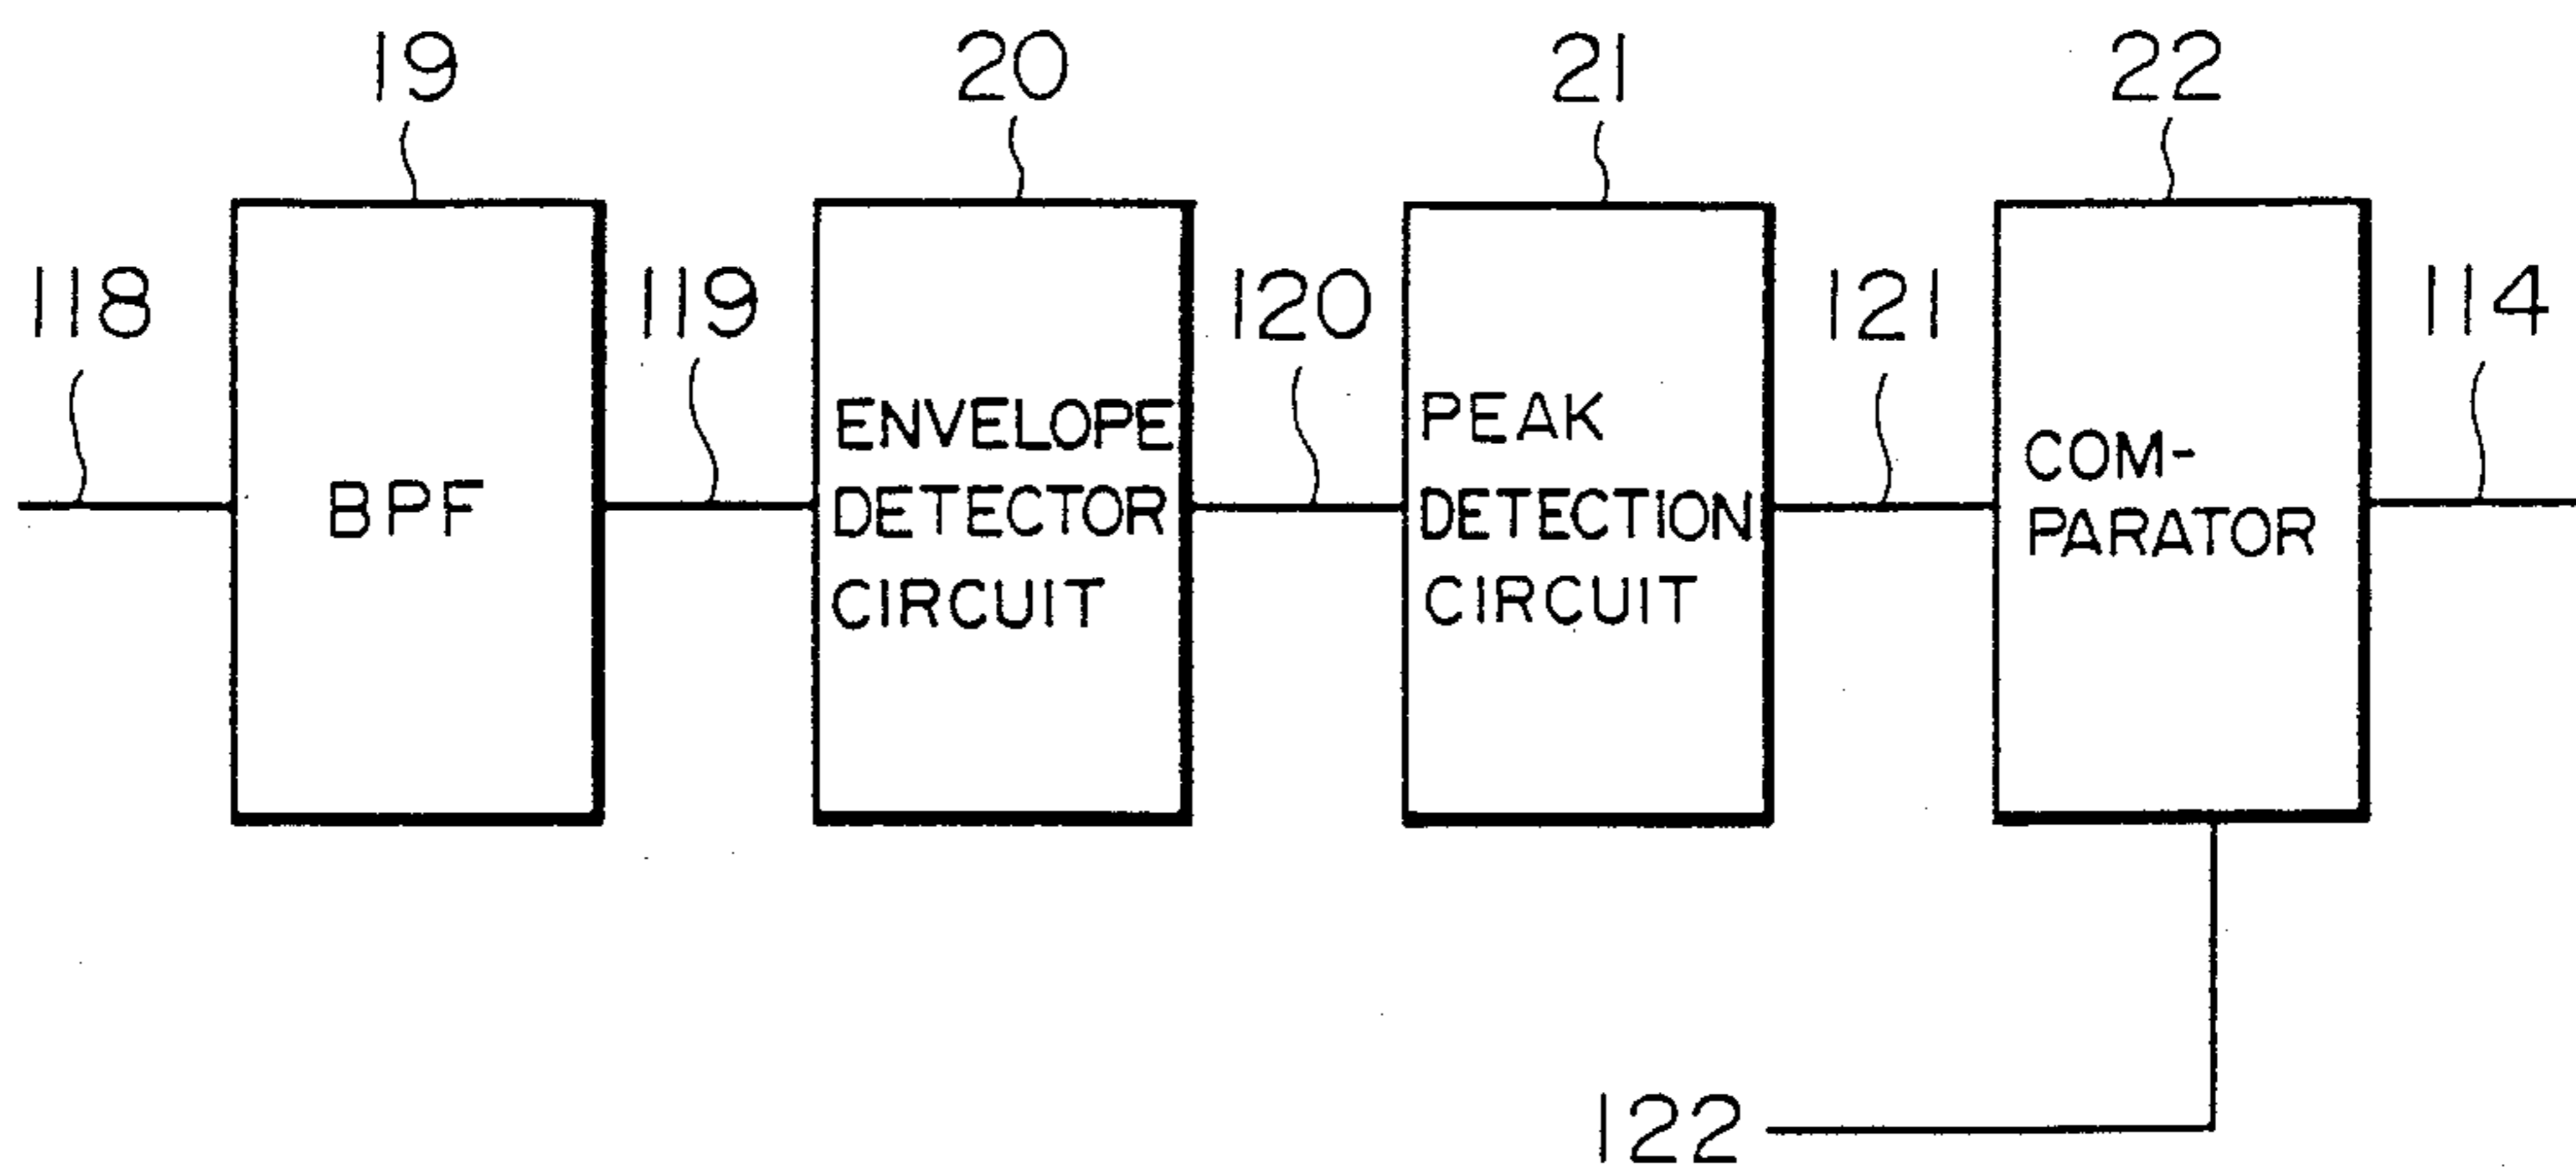 19 20 21 22
118 119 120 121 114
BPF
ENVELOPE
DETECTOR
CIRCUIT
PEAK
DETECTION
CIRCUIT
COM-
PARATOR
122